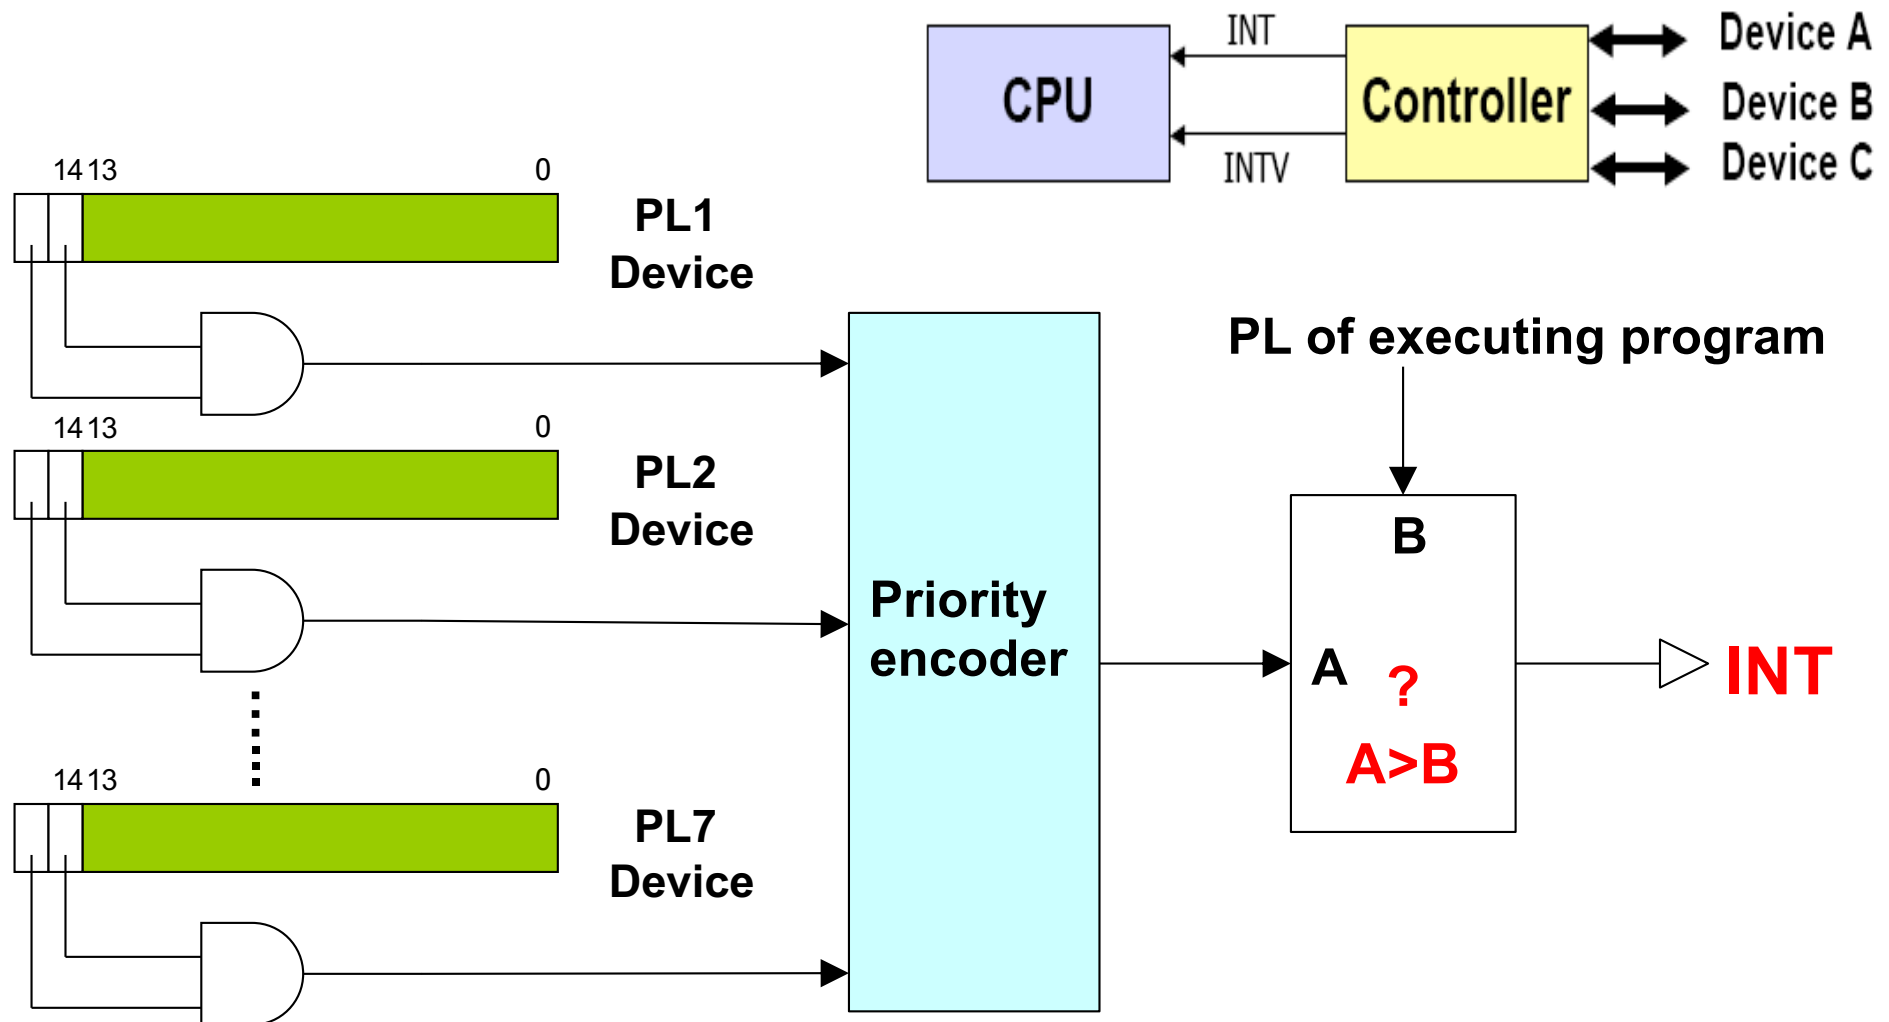 INT
CPU
Controller
INTV
Device A
Device B
Device C
14 13 0
PL1
Device
14 13 0
PL2
Device
14 13 0
PL7
Device
Priority
encoder
PL of executing program
B
A ?
A>B
INT